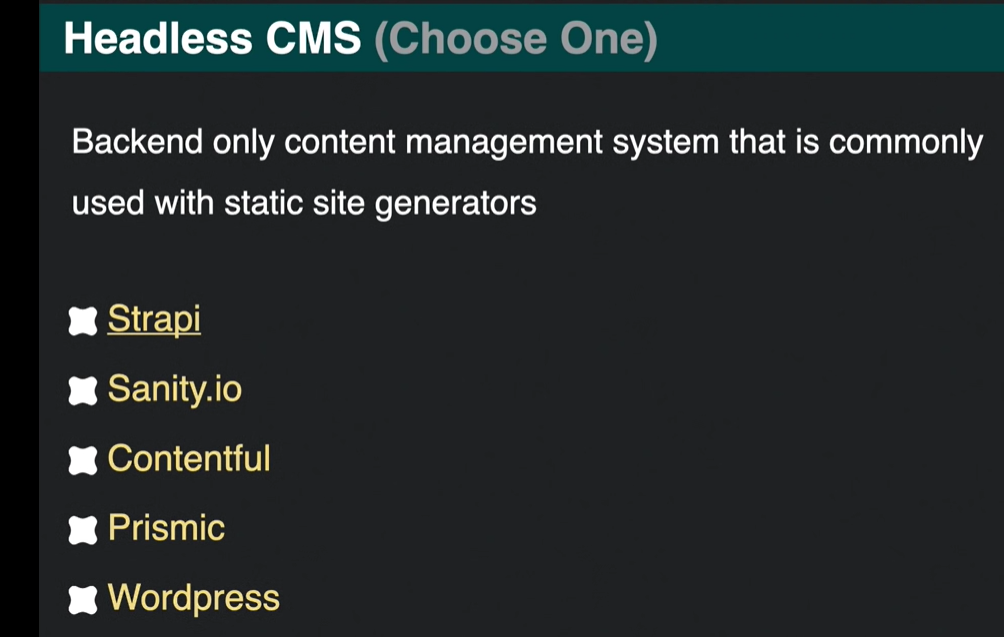 Headless CMS (Choose One)
Backend only content management system that is commonly
used with static site generators
Strapi
Sanity.io
Contentful
Prismic
Wordpress